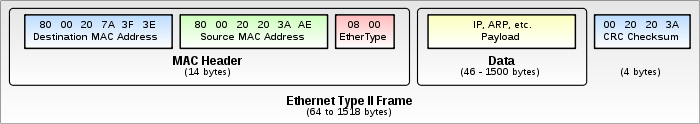 80 00 20 7A 3F 3E
Destination MAC Address
80 00 20 20 3A AE
Source MAC Address
08 00
EtherType
IP, ARP, etc.
Payload
00 20 20 3A
CRC Checksum
MAC Header
(14 bytes)
Data
(46 - 1500 bytes)
(4 bytes)
Ethernet Type II Frame
(64 to 1518 bytes)